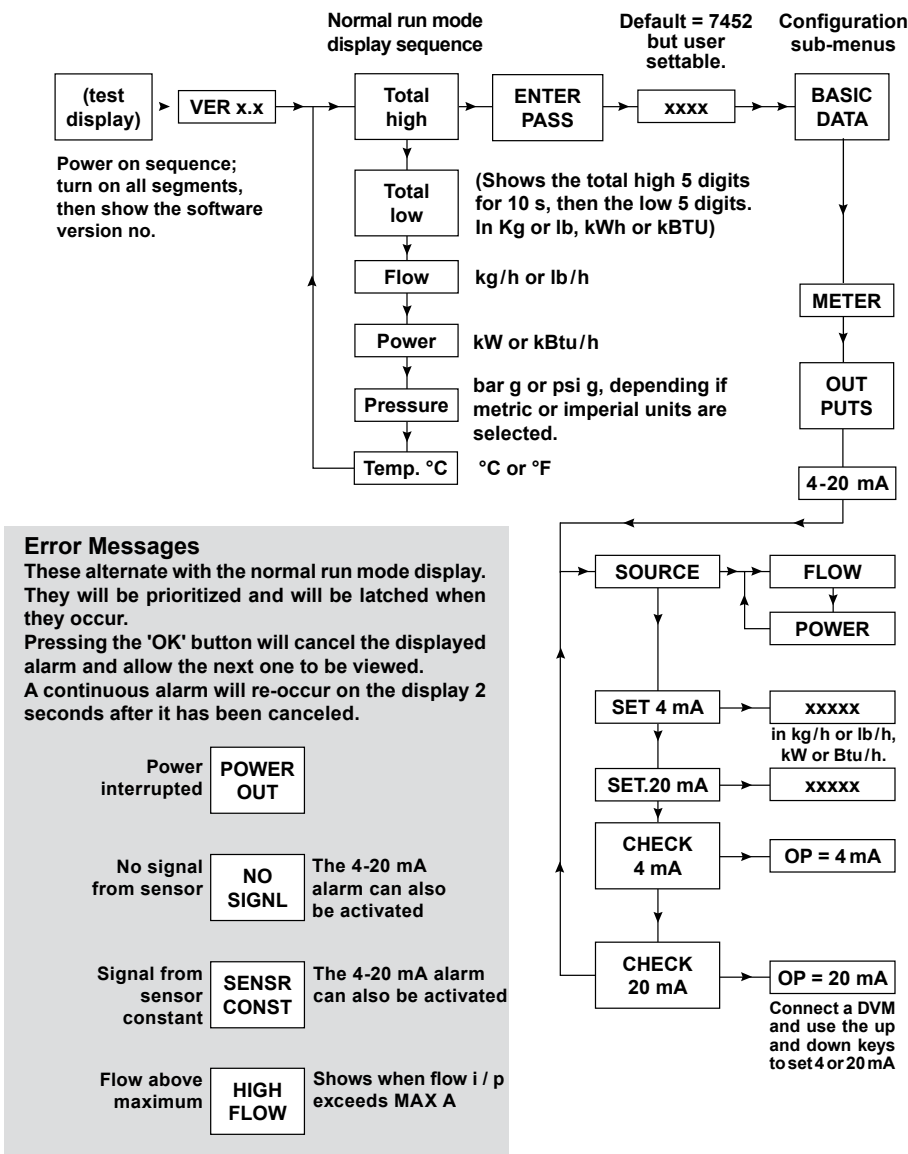 Normal run mode
display sequence
Default = 7452
but user
settable.
Configuration
sub-menus
(test
display)
VER x.x
Total
high
ENTER
PASS
xxxx
BASIC
DATA
Power on sequence;
turn on all segments,
then show the software
version no.
Total
low
(Shows the total high 5 digits
for 10 s, then the low 5 digits.
In Kg or lb, kWh or kBTU)
Flow
kg/h or lb/h
METER
Power
kW or kBtu/h
Pressure
bar g or psi g, depending if
metric or imperial units are
selected.
OUT
PUTS
Temp. °C
°C or °F
4-20 mA
Error Messages
These alternate with the normal run mode display.
They will be prioritized and will be latched when
they occur.
Pressing the 'OK' button will cancel the displayed
alarm and allow the next one to be viewed.
A continuous alarm will re-occur on the display 2
seconds after it has been canceled.
Power
interrupted
POWER
OUT
No signal
from sensor
NO
SIGNL
The 4-20 mA
alarm can also
be activated
Signal from
sensor
constant
SENSR
CONST
The 4-20 mA alarm
can also be activated
Flow above
maximum
HIGH
FLOW
Shows when flow i / p
exceeds MAX A
SOURCE
FLOW
POWER
SET 4 mA
xxxxx
in kg/h or lb/h,
kW or Btu/h.
SET.20 mA
xxxxx
CHECK
4 mA
OP = 4 mA
CHECK
20 mA
OP = 20 mA
Connect a DVM
and use the up
and down keys
to set 4 or 20 mA